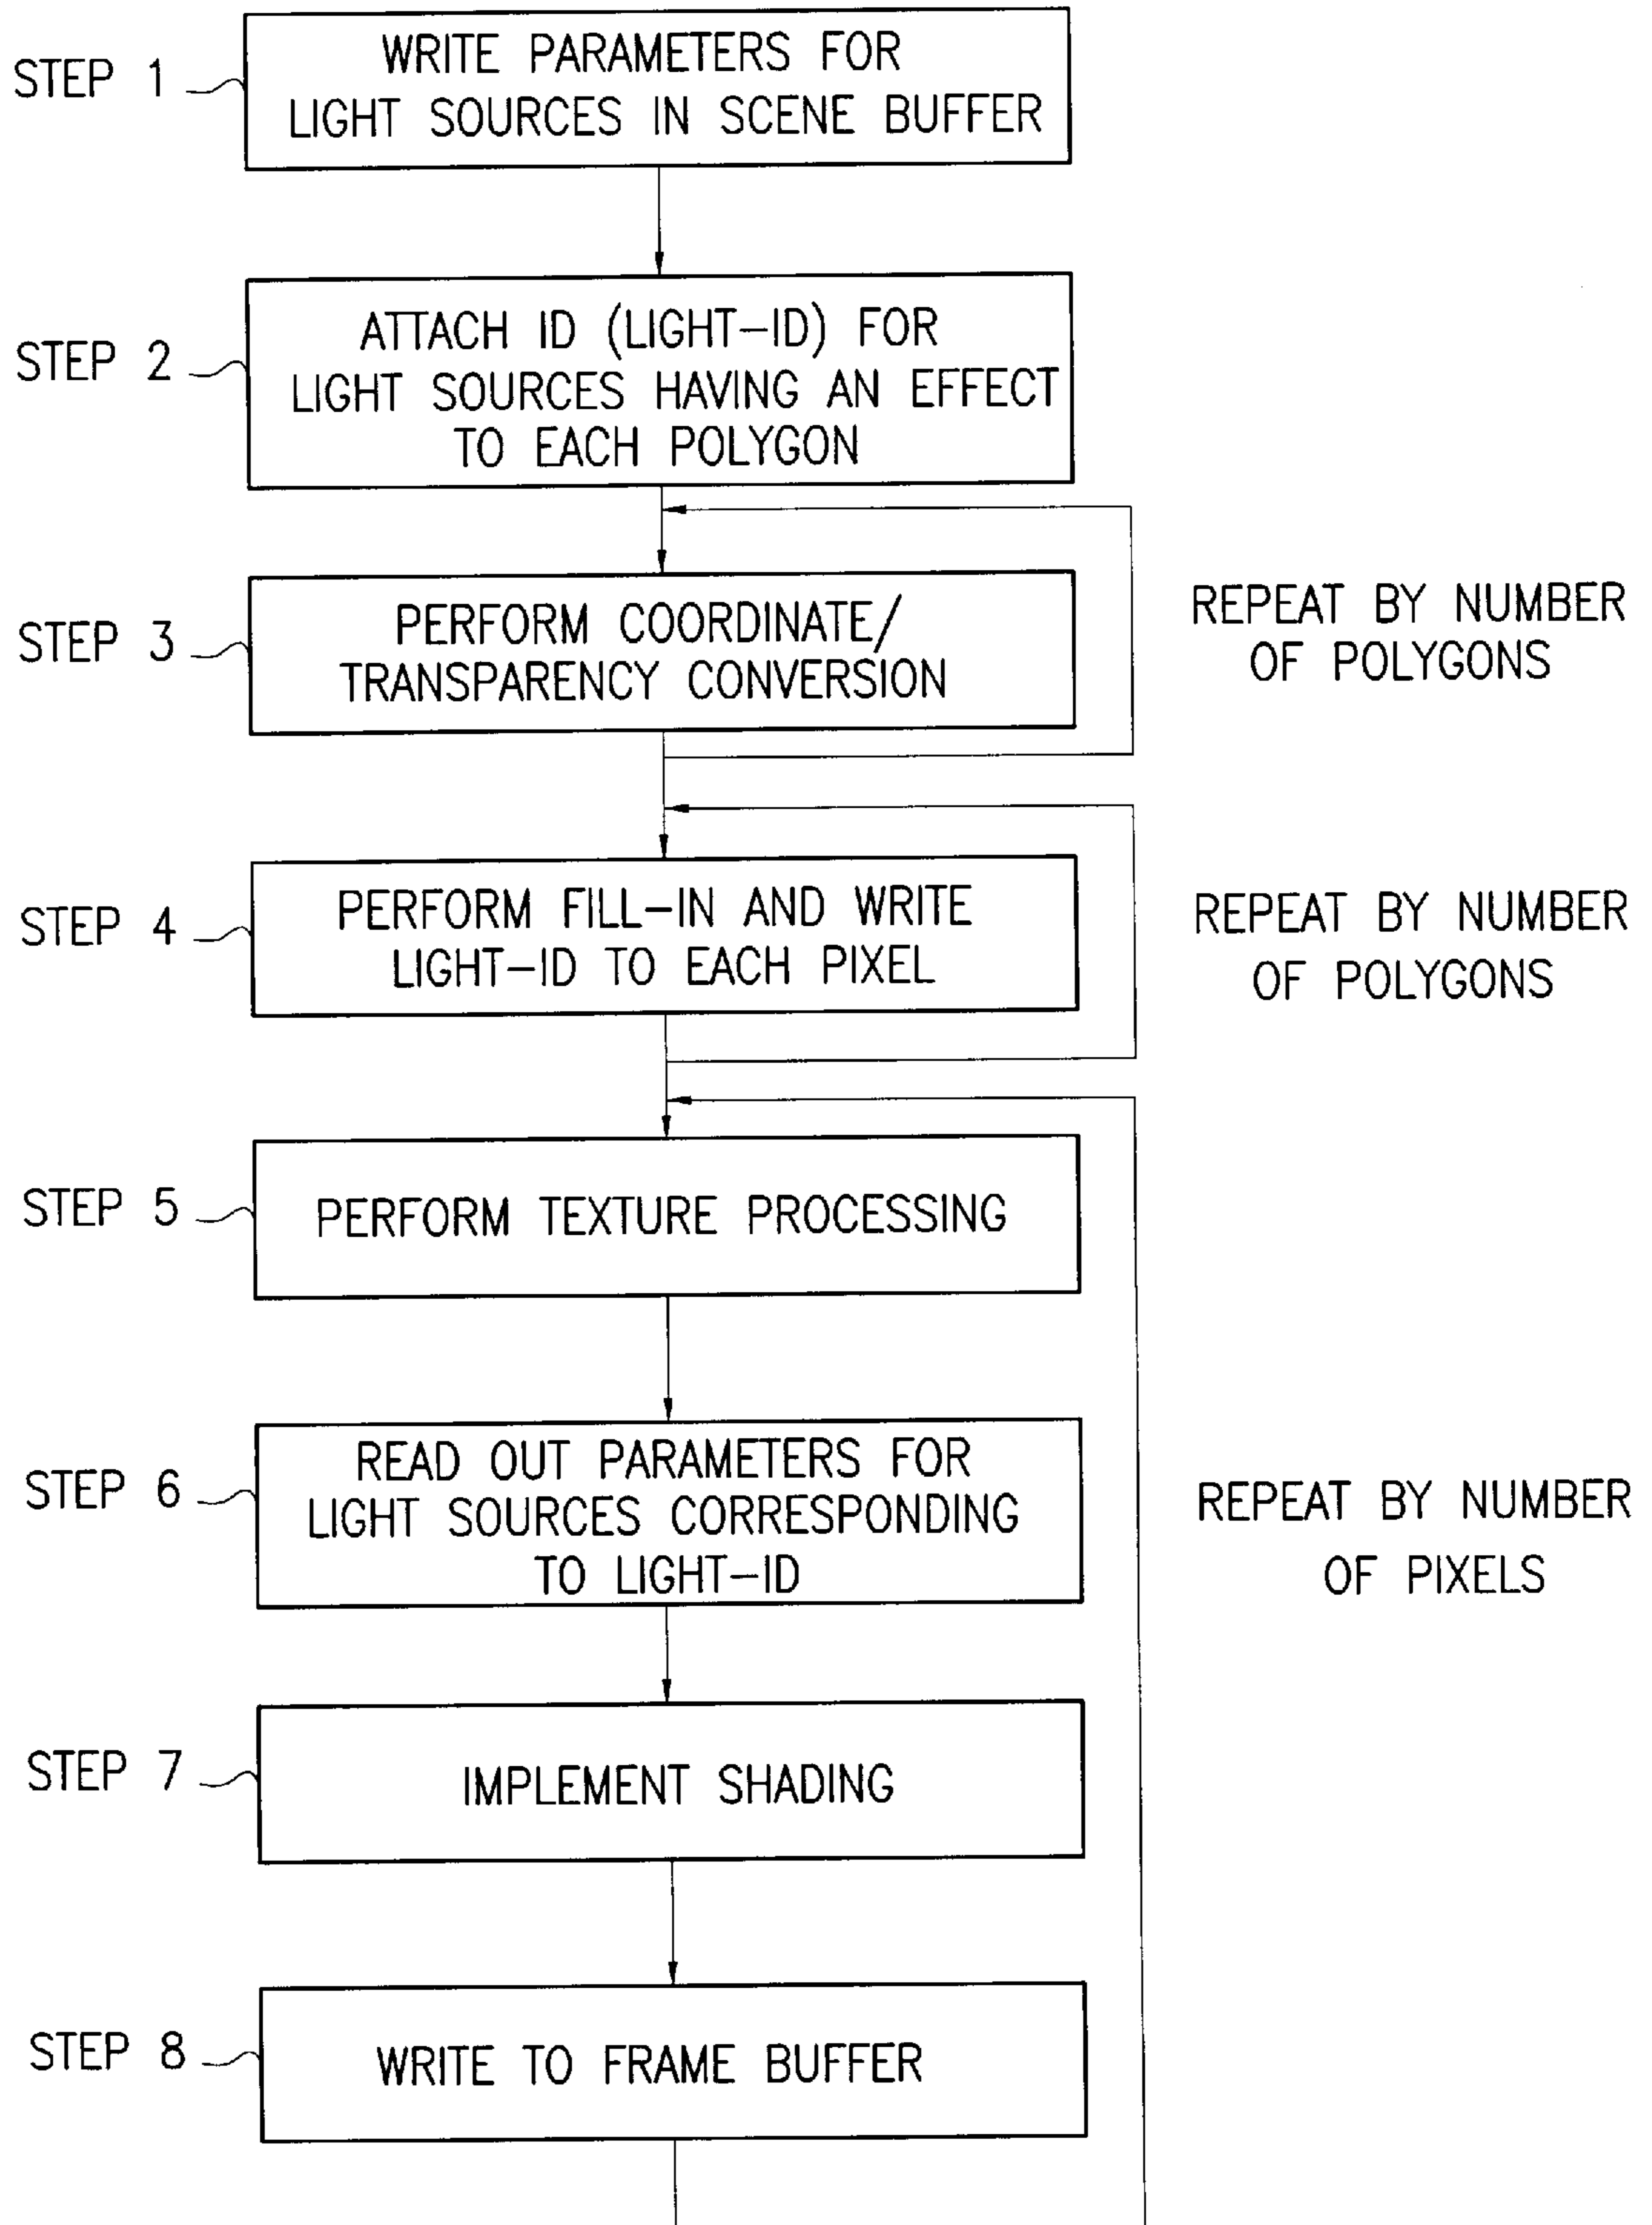 STEP 1
WRITE PARAMETERS FOR
LIGHT SOURCES IN SCENE BUFFER
STEP 2
ATTACH ID (LIGHT-ID) FOR
LIGHT SOURCES HAVING AN EFFECT
TO EACH POLYGON
STEP 3
PERFORM COORDINATE/
TRANSPARENCY CONVERSION
REPEAT BY NUMBER
OF POLYGONS
STEP 4
PERFORM FILL-IN AND WRITE
LIGHT-ID TO EACH PIXEL
REPEAT BY NUMBER
OF POLYGONS
STEP 5
PERFORM TEXTURE PROCESSING
STEP 6
READ OUT PARAMETERS FOR
LIGHT SOURCES CORRESPONDING
TO LIGHT-ID
REPEAT BY NUMBER
OF PIXELS
STEP 7
IMPLEMENT SHADING
STEP 8
WRITE TO FRAME BUFFER